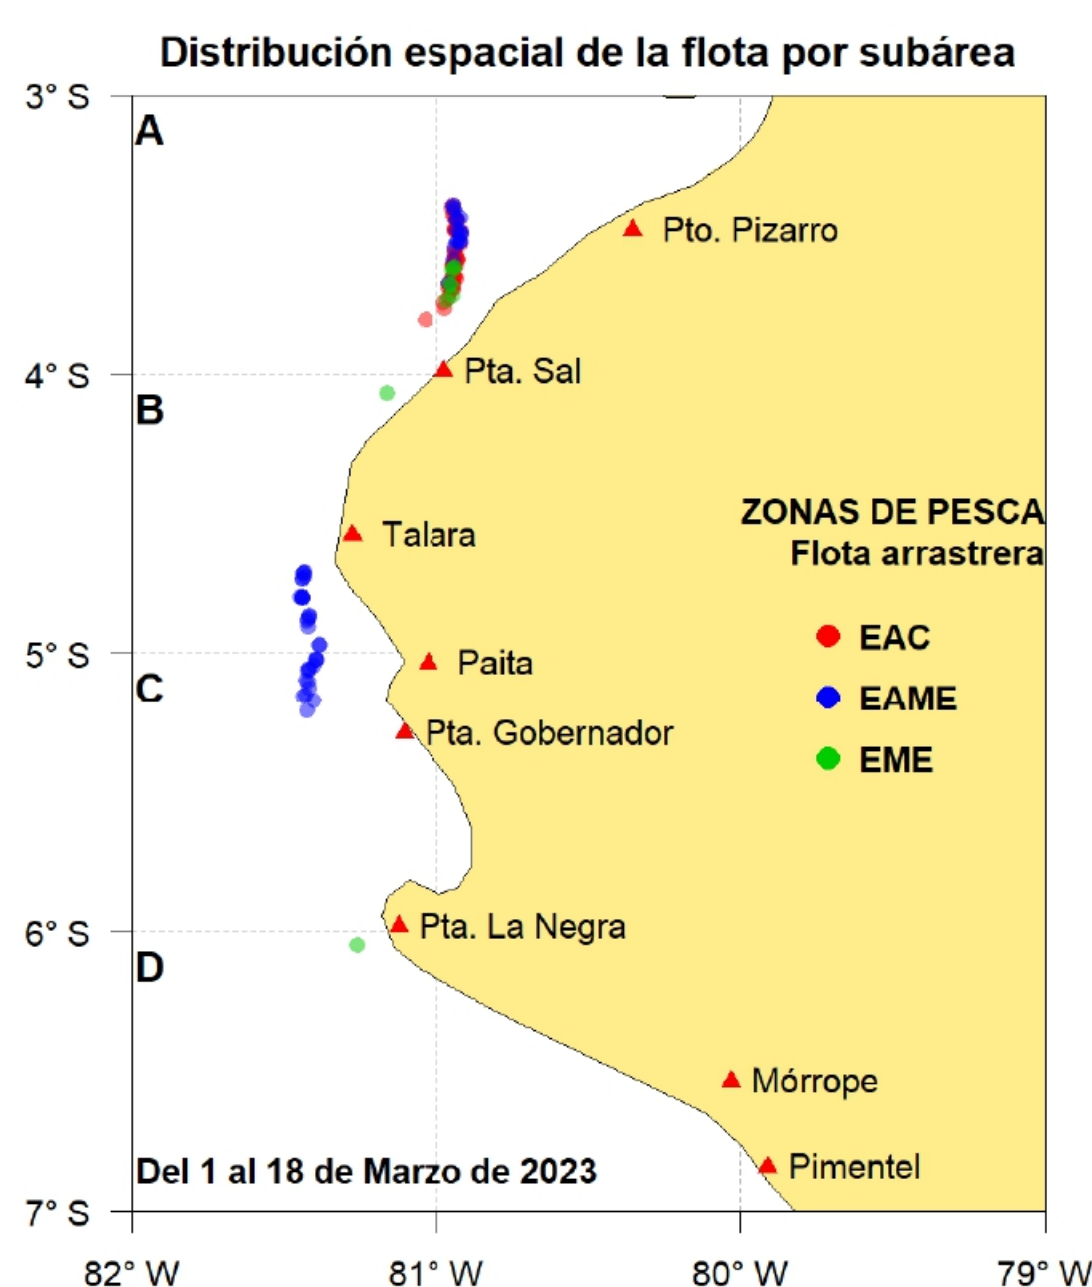 Distribución espacial de la flota por subárea
3° S
A
Pto. Pizarro
4° S
Pta. Sal
B
ZONAS DE PESCA
Flota arrastrera
Talara
EAC
5° S
Paita
C
EAME
Pta. Gobernador
EME
6° S
Pta. La Negra
D
Mórrope
Del 1 al 18 de Marzo de 2023
Pimentel
7° S
82° W
81° W
80° W
79° W